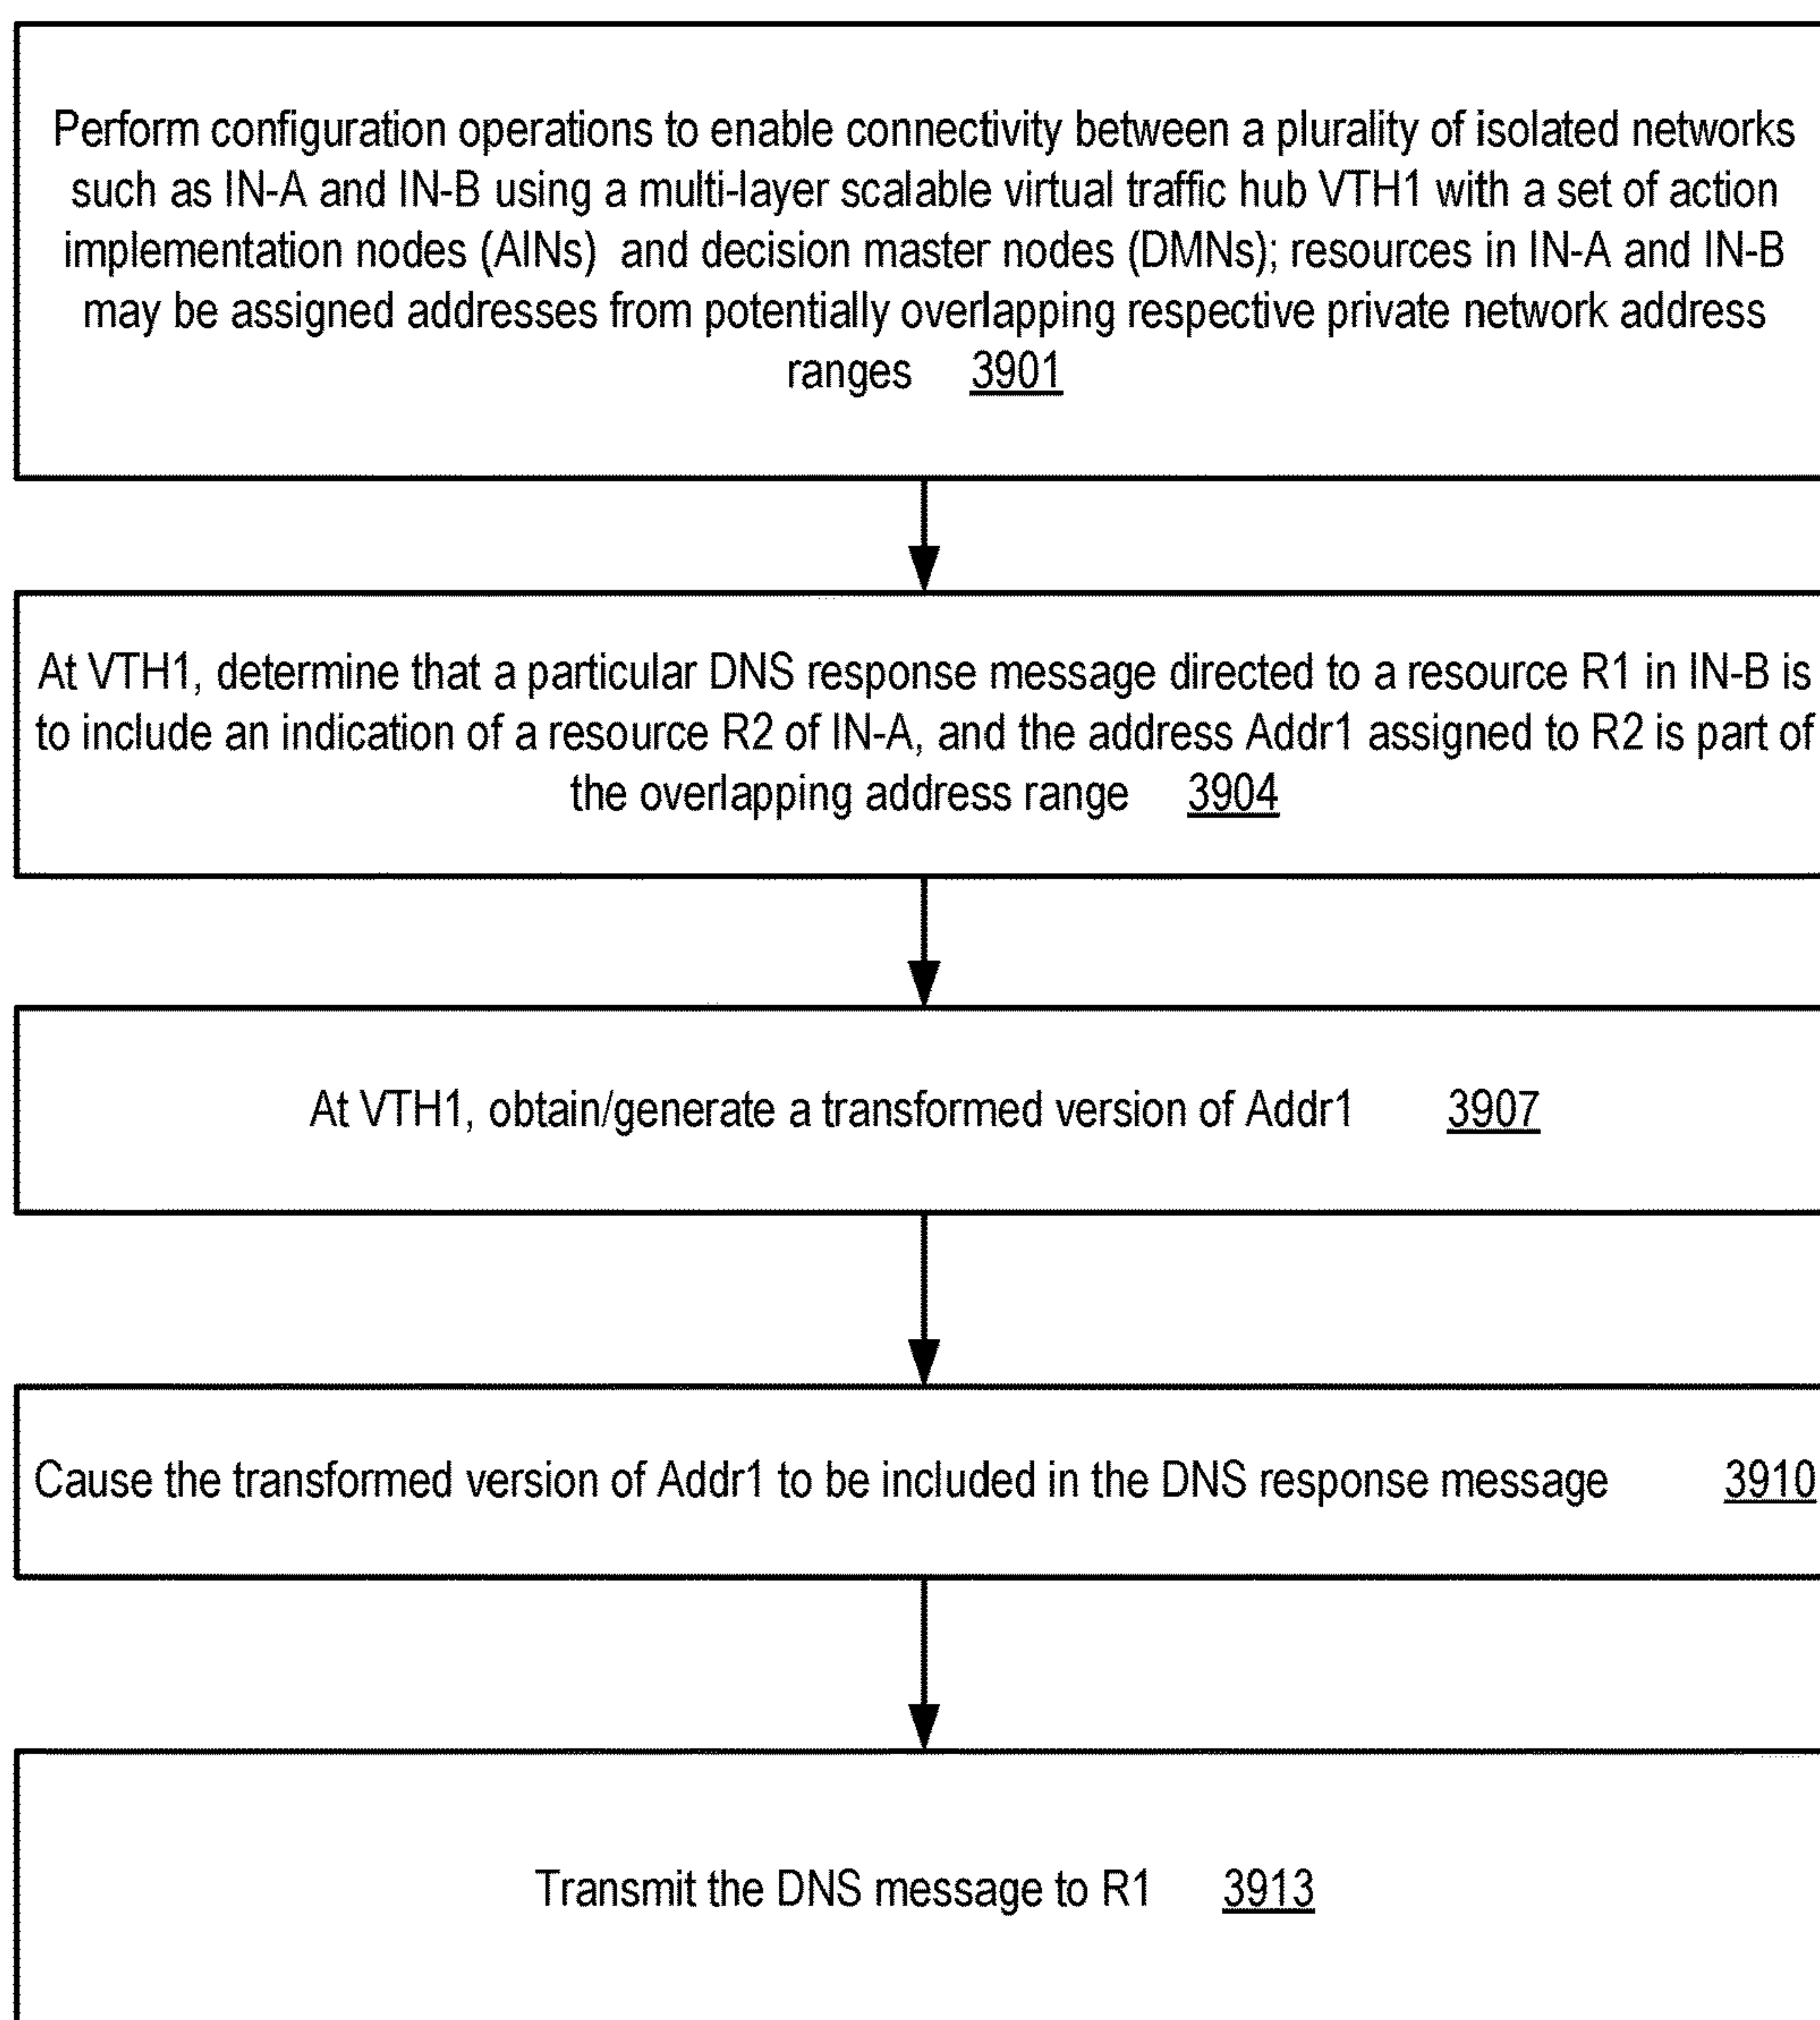 Perform configuration operations to enable connectivity between a plurality of isolated networks
such as IN-A and IN-B using a multi-layer scalable virtual traffic hub VTH1 with a set of action
implementation nodes (AINs) and decision master nodes (DMNs); resources in IN-A and IN-B
may be assigned addresses from potentially overlapping respective private network address
ranges 3901
At VTH1, determine that a particular DNS response message directed to a resource R1 in IN-B is
to include an indication of a resource R2 of IN-A, and the address Addr1 assigned to R2 is part of
the overlapping address range 3904
At VTH1, obtain/generate a transformed version of Addr1 3907
Cause the transformed version of Addr1 to be included in the DNS response message 3910
Transmit the DNS message to R1 3913